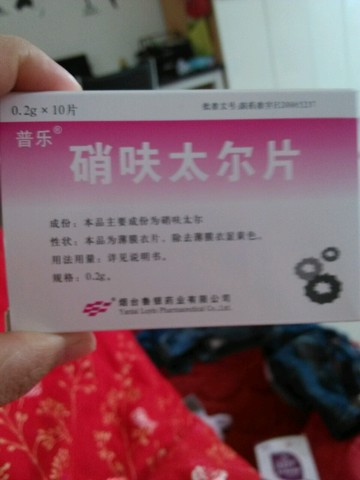 0.2g×10片
普乐®
硝呋太尔片
成份：本品主要成份为硝呋太尔
性状：本品为薄膜衣片，除去薄膜衣显黄色。
用法用量：详见说明书。
规格：0.2g。
烟台鲁银药业有限公司
Yantai Luyin Pharmaceutical Co.,Ltd.